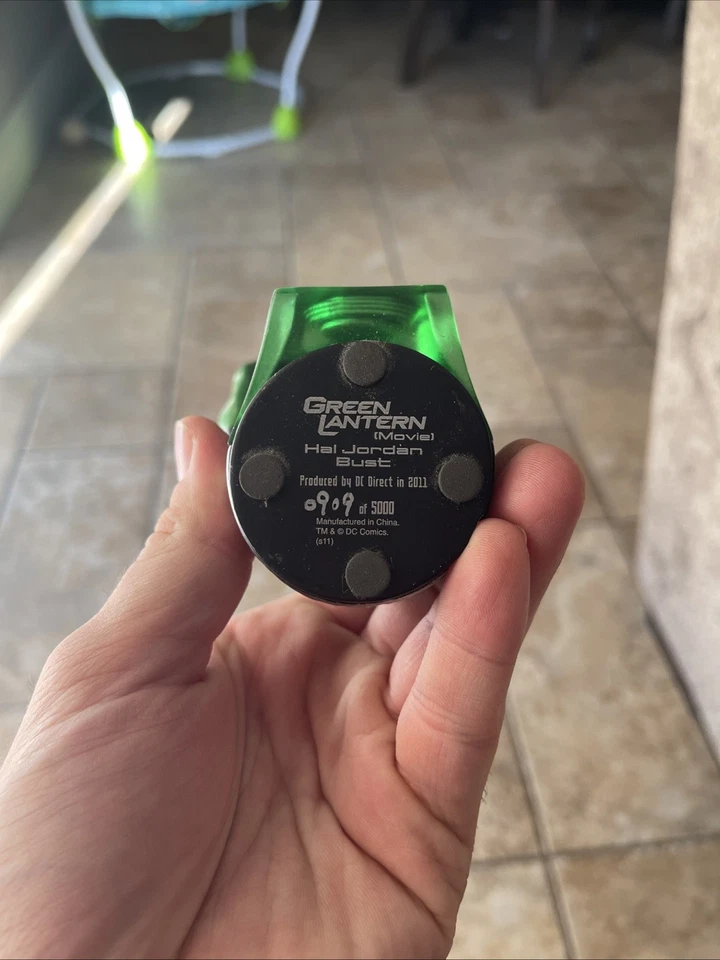 GREEN
LANTERN
(Movie)
Hal Jordan
Bust
Produced by DC Direct in 2011
0909 of 5000
Manufactured in China.
TM & © DC Comics.
(s11)